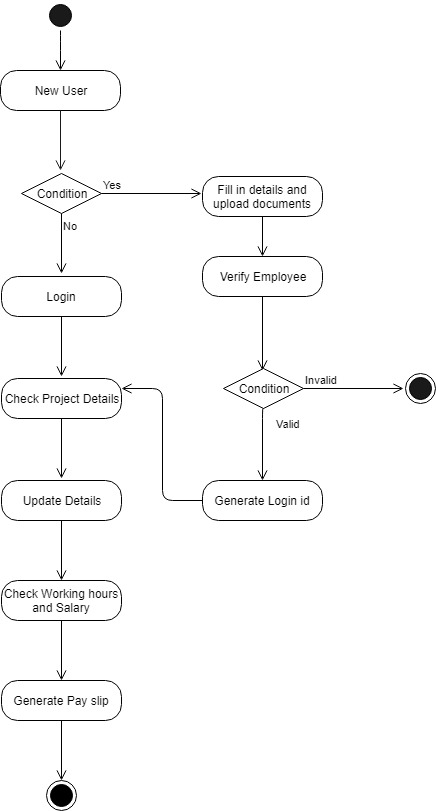 New User
Condition
Yes
Fill in details and
upload documents
No
Verify Employee
Login
Condition
Invalid
Check Project Details
Valid
Update Details
Generate Login id
Check Working hours
and Salary
Generate Pay slip